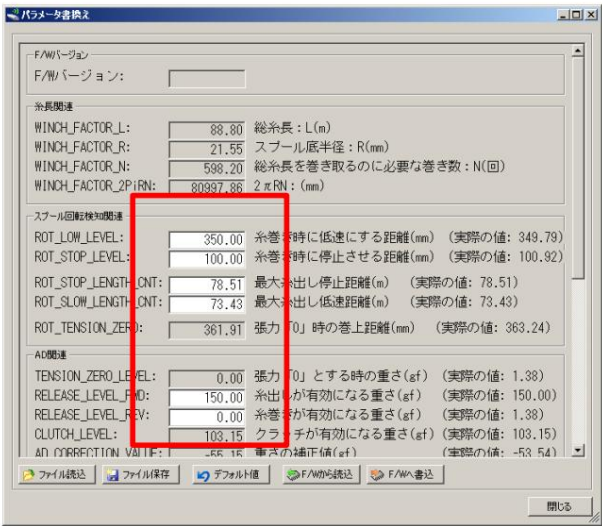 パラメータ書換え
F/Wバージョン
F/Wバージョン:
糸長関連
WINCH_FACTOR_L: 88.80 総糸長:L(m)
WINCH_FACTOR_R: 21.55 スプール底半径:R(mm)
WINCH_FACTOR_N: 598.20 総糸長を巻き取るのに必要な巻き数:N(回)
WINCH_FACTOR_2PiRN: 80997.86 2πRN:(mm)
スプール回転検知関連
ROT_LOW_LEVEL: 350.00 糸巻き時に低速にする距離(mm) (実際の値: 349.79)
ROT_STOP_LEVEL: 100.00 糸巻き時に停止させる距離(mm) (実際の値: 100.92)
ROT_STOP_LENGTH_CNT: 78.51 最大糸出し停止距離(m) (実際の値: 78.51)
ROT_SLOW_LENGTH_CNT: 73.43 最大糸出し低速距離(m) (実際の値: 73.43)
ROT_TENSION_ZERO: 361.91 張力「0」時の巻上距離(mm) (実際の値: 363.24)
AD関連
TENSION_ZERO_LEVEL: 0.00 張力「0」とする時の重さ(gf) (実際の値: 1.38)
RELEASE_LEVEL_FWD: 150.00 糸出しが有効になる重さ(gf) (実際の値: 150.00)
RELEASE_LEVEL_REV: 0.00 糸巻きが有効になる重さ(gf) (実際の値: 1.38)
CLUTCH_LEVEL: 103.15 クラッチが有効になる重さ(gf) (実際の値: 103.15)
AD_CORRECTION_VALUE: -55.15 重さの補正値(gf) (実際の値: -53.54)
ファイル読込 ファイル保存 デフォルト値 F/Wから読込 F/Wへ書込
閉じる